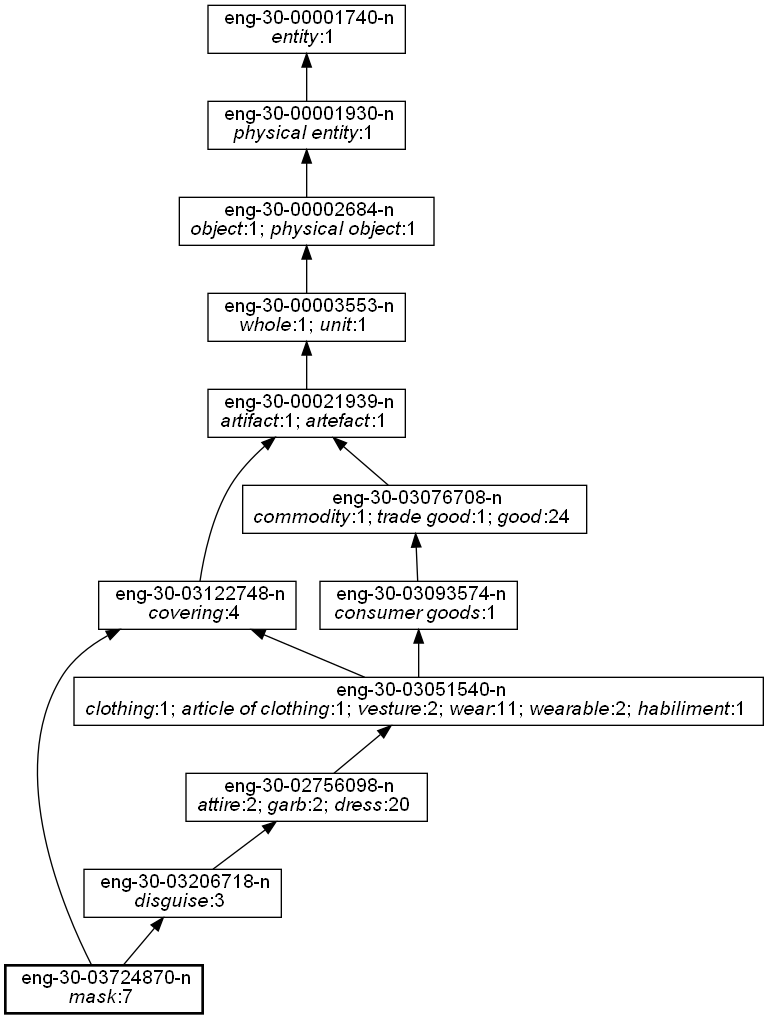 eng-30-00001740-n
entity:1
eng-30-00001930-n
physical entity:1
eng-30-00002684-n
object:1; physical object:1
eng-30-00003553-n
whole:1; unit:1
eng-30-00021939-n
artifact:1; artefact:1
eng-30-03076708-n
commodity:1; trade good:1; good:24
eng-30-03122748-n
covering:4
eng-30-03093574-n
consumer goods:1
eng-30-03051540-n
clothing:1; article of clothing:1; vesture:2; wear:11; wearable:2; habiliment:1
eng-30-02756098-n
attire:2; garb:2; dress:20
eng-30-03206718-n
disguise:3
eng-30-03724870-n
mask:7